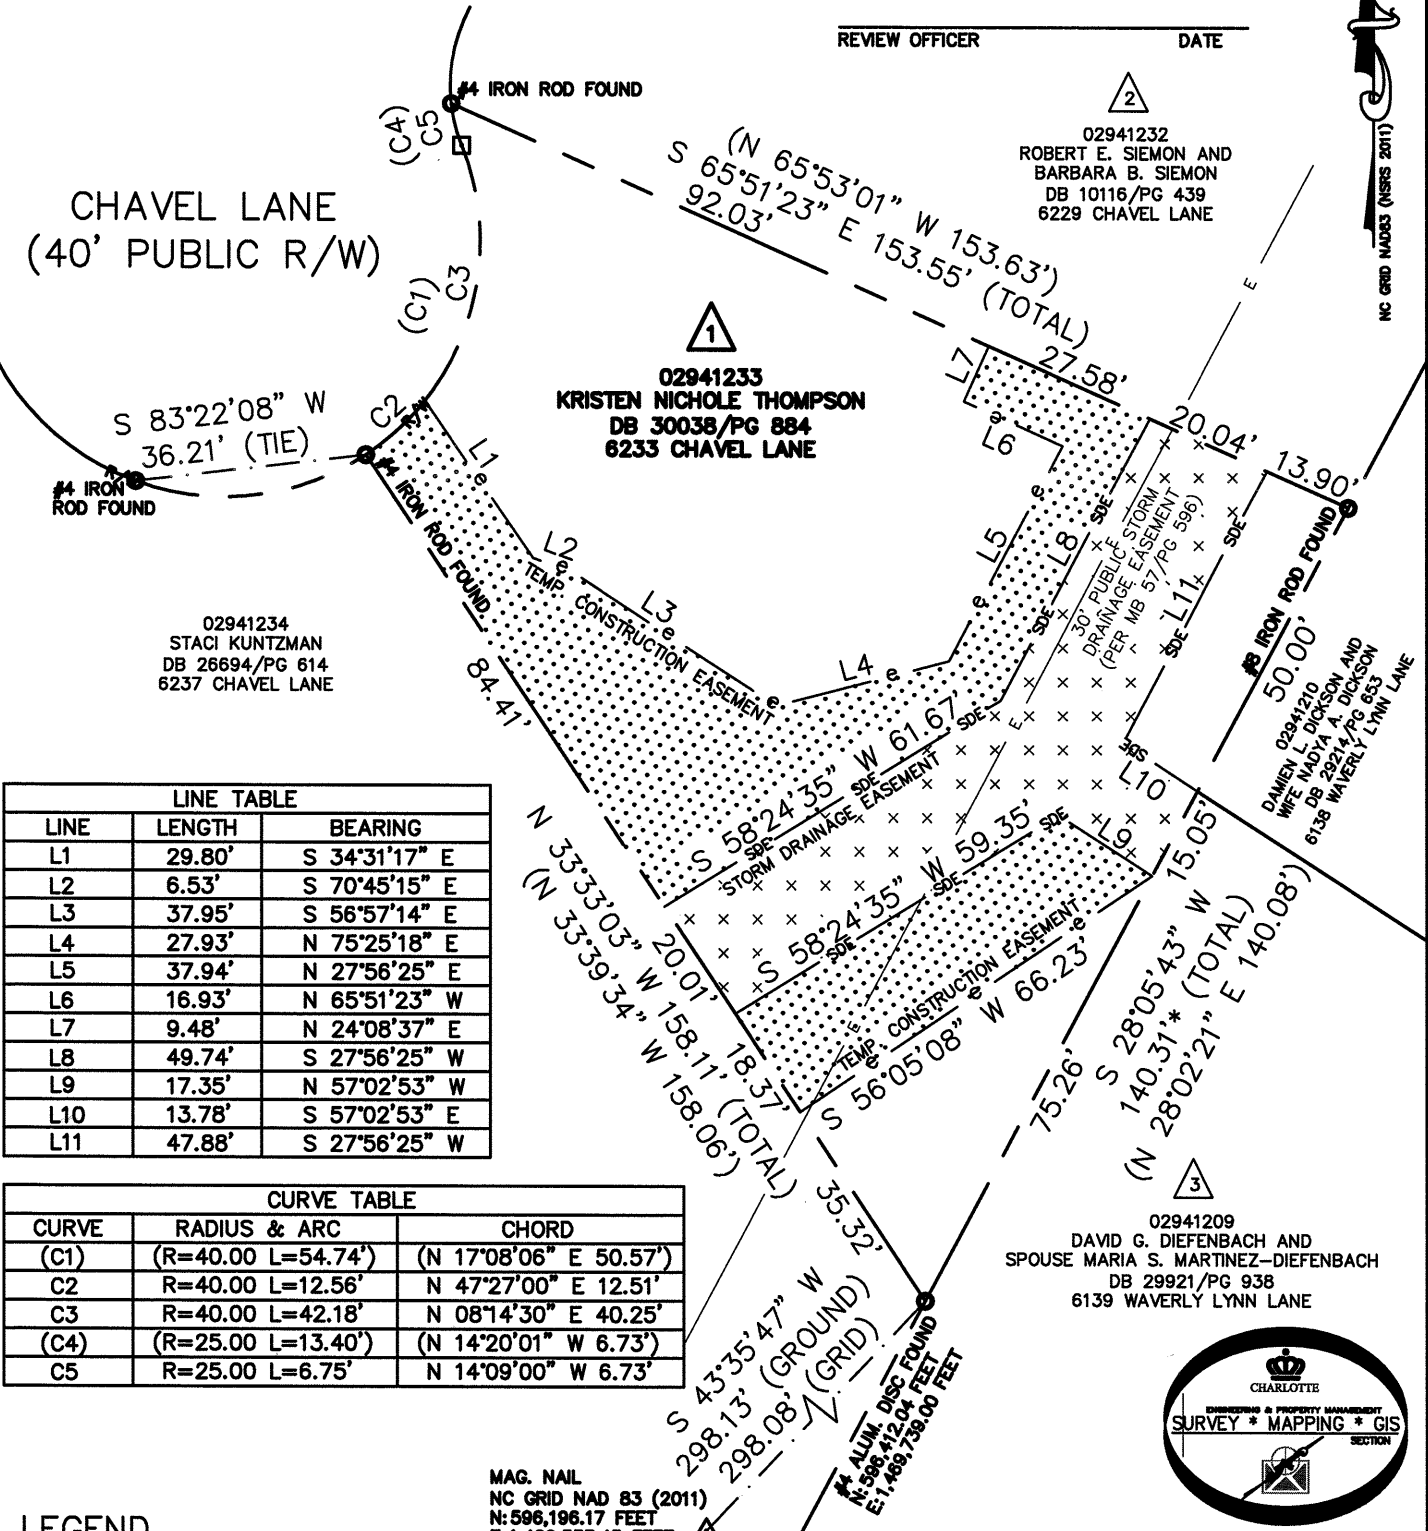 REVIEW OFFICER DATE
#4 IRON ROD FOUND
(C4)
C5
CHAVEL LANE
(40' PUBLIC R/W)
(N 65°53'01" W 153.63')
S 65°51'23" E 153.55' (TOTAL)
92.03'
2
02941232
ROBERT E. SIEMON AND
BARBARA B. SIEMON
DB 10116/PG 439
6229 CHAVEL LANE
NC GRID NAD83 (NSRS 2011)
(C1)
C3
E
1
02941233
KRISTEN NICHOLE THOMPSON
DB 30038/PG 884
6233 CHAVEL LANE
L7
27.58'
20.04'
13.90'
S 83°22'08" W
36.21' (TIE)
C2
#4 IRON
ROD FOUND
#4 IRON ROD FOUND
L1
e
L6
e
L2
e
L3
e
TEMP CONSTRUCTION EASEMENT
e
L4
e
L5
e
e
L8
SDE
SDE
E
30' PUBLIC STORM
DRAINAGE EASEMENT
(PER MB 57/PG 596)
SDE
L11
SDE
#8 IRON ROD FOUND
50.00'
02941210
DAMIEN L. DICKSON AND
WIFE NADYA A. DICKSON
DB 29214/PG 653
6138 WAVERLY LYNN LANE
02941234
STACI KUNTZMAN
DB 26694/PG 614
6237 CHAVEL LANE
84.41'
S 58°24'35" W 61.67'
SDE
SDE
SDE
E
STORM DRAINAGE EASEMENT
SDE
L10
S 58°24'35" W 59.35'
SDE
SDE
SDE
L9
15.05'
N 33°33'03" W 158.11' (TOTAL)
(N 33°39'34" W 158.06')
20.01'
18.37'
TEMP CONSTRUCTION EASEMENT
E
e
e
e
S 56°05'08" W 66.23'
75.26'
S 28°05'43" W
140.31'* (TOTAL)
(N 28°02'21" E 140.08')
35.32'
LINE TABLE
LINE LENGTH BEARING
L1 29.80' S 34°31'17" E
L2 6.53' S 70°45'15" E
L3 37.95' S 56°57'14" E
L4 27.93' N 75°25'18" E
L5 37.94' N 27°56'25" E
L6 16.93' N 65°51'23" W
L7 9.48' N 24°08'37" E
L8 49.74' S 27°56'25" W
L9 17.35' N 57°02'53" W
L10 13.78' S 57°02'53" E
L11 47.88' S 27°56'25" W
CURVE TABLE
CURVE RADIUS & ARC CHORD
(C1) (R=40.00 L=54.74') (N 17°08'06" E 50.57')
C2 R=40.00 L=12.56' N 47°27'00" E 12.51'
C3 R=40.00 L=42.18' N 08°14'30" E 40.25'
(C4) (R=25.00 L=13.40') (N 14°20'01" W 6.73')
C5 R=25.00 L=6.75' N 14°09'00" W 6.73'
3
02941209
DAVID G. DIEFENBACH AND
SPOUSE MARIA S. MARTINEZ-DIEFENBACH
DB 29921/PG 938
6139 WAVERLY LYNN LANE
S 43°35'47" W
298.13' (GROUND)
298.08' (GRID)
#4 ALUM. DISC FOUND
N: 596,412.04 FEET
E: 1,469,739.00 FEET
CHARLOTTE
ENGINEERING & PROPERTY MANAGEMENT
SURVEY * MAPPING * GIS
SECTION
MAG. NAIL
NC GRID NAD 83 (2011)
N: 596,196.17 FEET
LEGEND